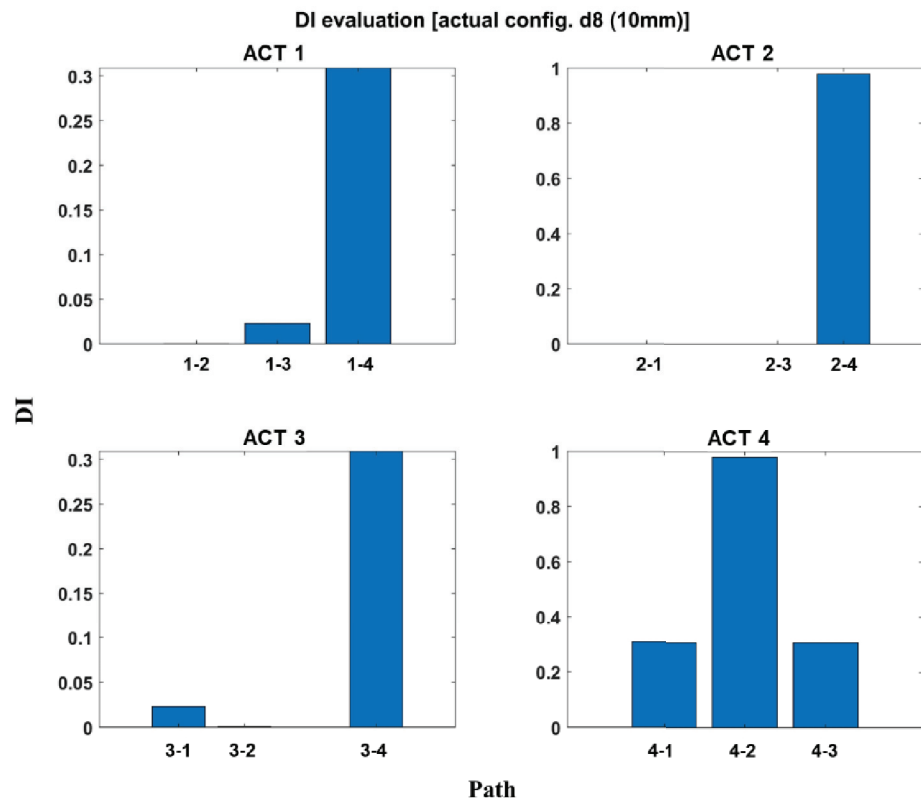 DI evaluation [actual config. d8 (10mm)]
ACT 1
0.3
0.25
0.2
0.15
0.1
0.05
0
1-2 1-3 1-4
ACT 2
1
0.8
0.6
0.4
0.2
0
2-1 2-3 2-4
DI
ACT 3
0.3
0.25
0.2
0.15
0.1
0.05
0
3-1 3-2 3-4
ACT 4
1
0.8
0.6
0.4
0.2
0
4-1 4-2 4-3
Path